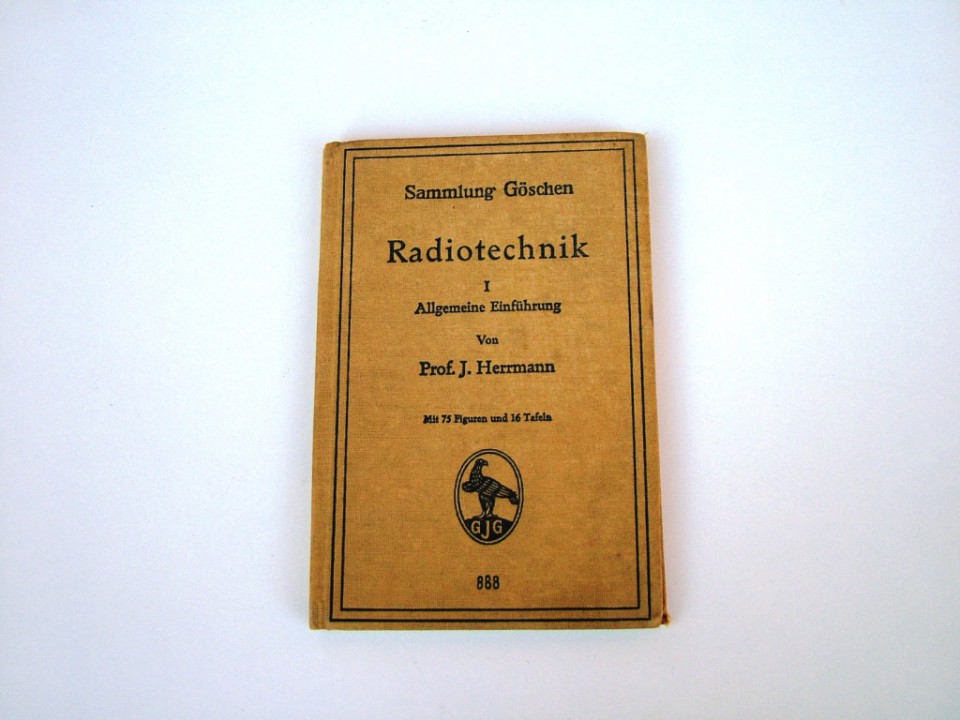 Sammlung Göschen
Radiotechnik
I
Allgemeine Einführung
Von
Prof. J. Herrmann
Mit 75 Figuren und 16 Tafeln
GJG
888